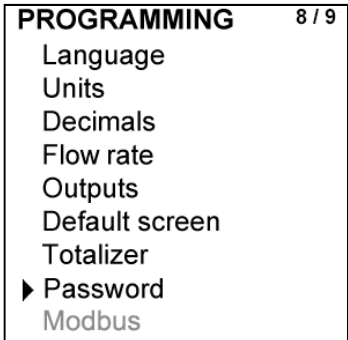 PROGRAMMING 8 / 9
Language
Units
Decimals
Flow rate
Outputs
Default screen
Totalizer
Password
Modbus